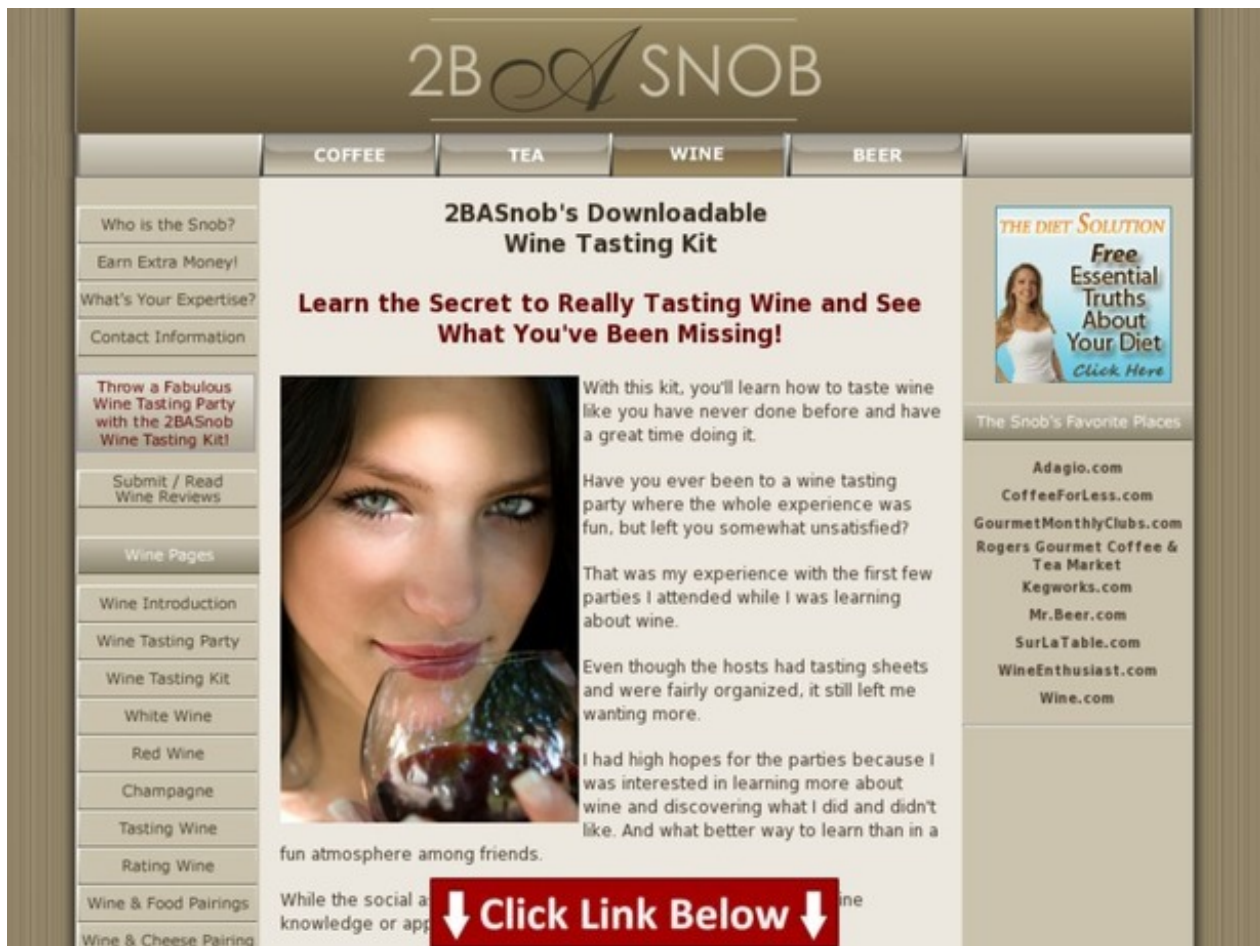 2B A SNOB
COFFEE
TEA
WINE
BEER
Who is the Snob?
Earn Extra Money!
What's Your Expertise?
Contact Information
Throw a Fabulous
Wine Tasting Party
with the 2BASnob
Wine Tasting Kit!
Submit / Read
Wine Reviews
Wine Pages
Wine Introduction
Wine Tasting Party
Wine Tasting Kit
White Wine
Red Wine
Champagne
Tasting Wine
Rating Wine
Wine & Food Pairings
Wine & Cheese Pairing
2BASnob's Downloadable
Wine Tasting Kit
Learn the Secret to Really Tasting Wine and See
What You've Been Missing!
With this kit, you'll learn how to taste wine
like you have never done before and have
a great time doing it.
Have you ever been to a wine tasting
party where the whole experience was
fun, but left you somewhat unsatisfied?
That was my experience with the first few
parties I attended while I was learning
about wine.
Even though the hosts had tasting sheets
and were fairly organized, it still left me
wanting more.
I had high hopes for the parties because I
was interested in learning more about
wine and discovering what I did and didn't
like. And what better way to learn than in a
fun atmosphere among friends.
While the social
knowledge or
Click Link Below
THE DIET SOLUTION
Free
Essential
Truths
About
Your Diet
Click Here
The Snob's Favorite Places
Adagio.com
CoffeeForLess.com
GourmetMonthlyClubs.com
Rogers Gourmet Coffee &
Tea Market
Kegworks.com
Mr.Beer.com
SurLaTable.com
WineEnthusiast.com
Wine.com